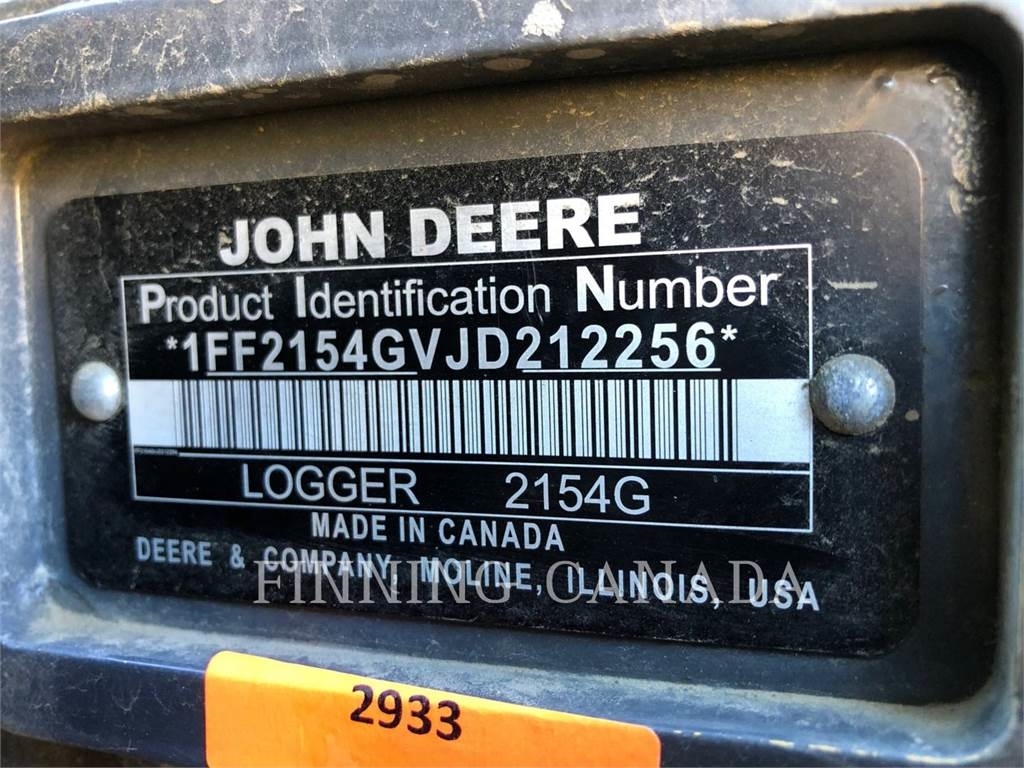 JOHN DEERE
Product Identification Number
*1FF2154GVJD212256*
LOGGER 2154G
MADE IN CANADA
DEERE & COMPANY, MOLINE, ILLINOIS, USA
FINNING CANADA
2933